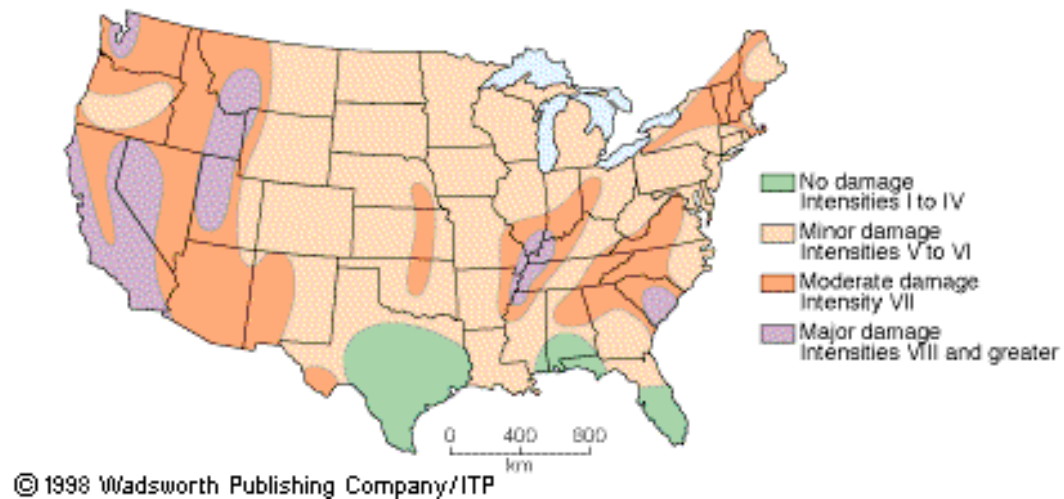 No damage
Intensities I to IV
Minor damage
Intensities V to VI
Moderate damage
Intensity VII
Major damage
Intensities VIII and greater
0 400 800
km
© 1998 Wadsworth Publishing Company/ITP